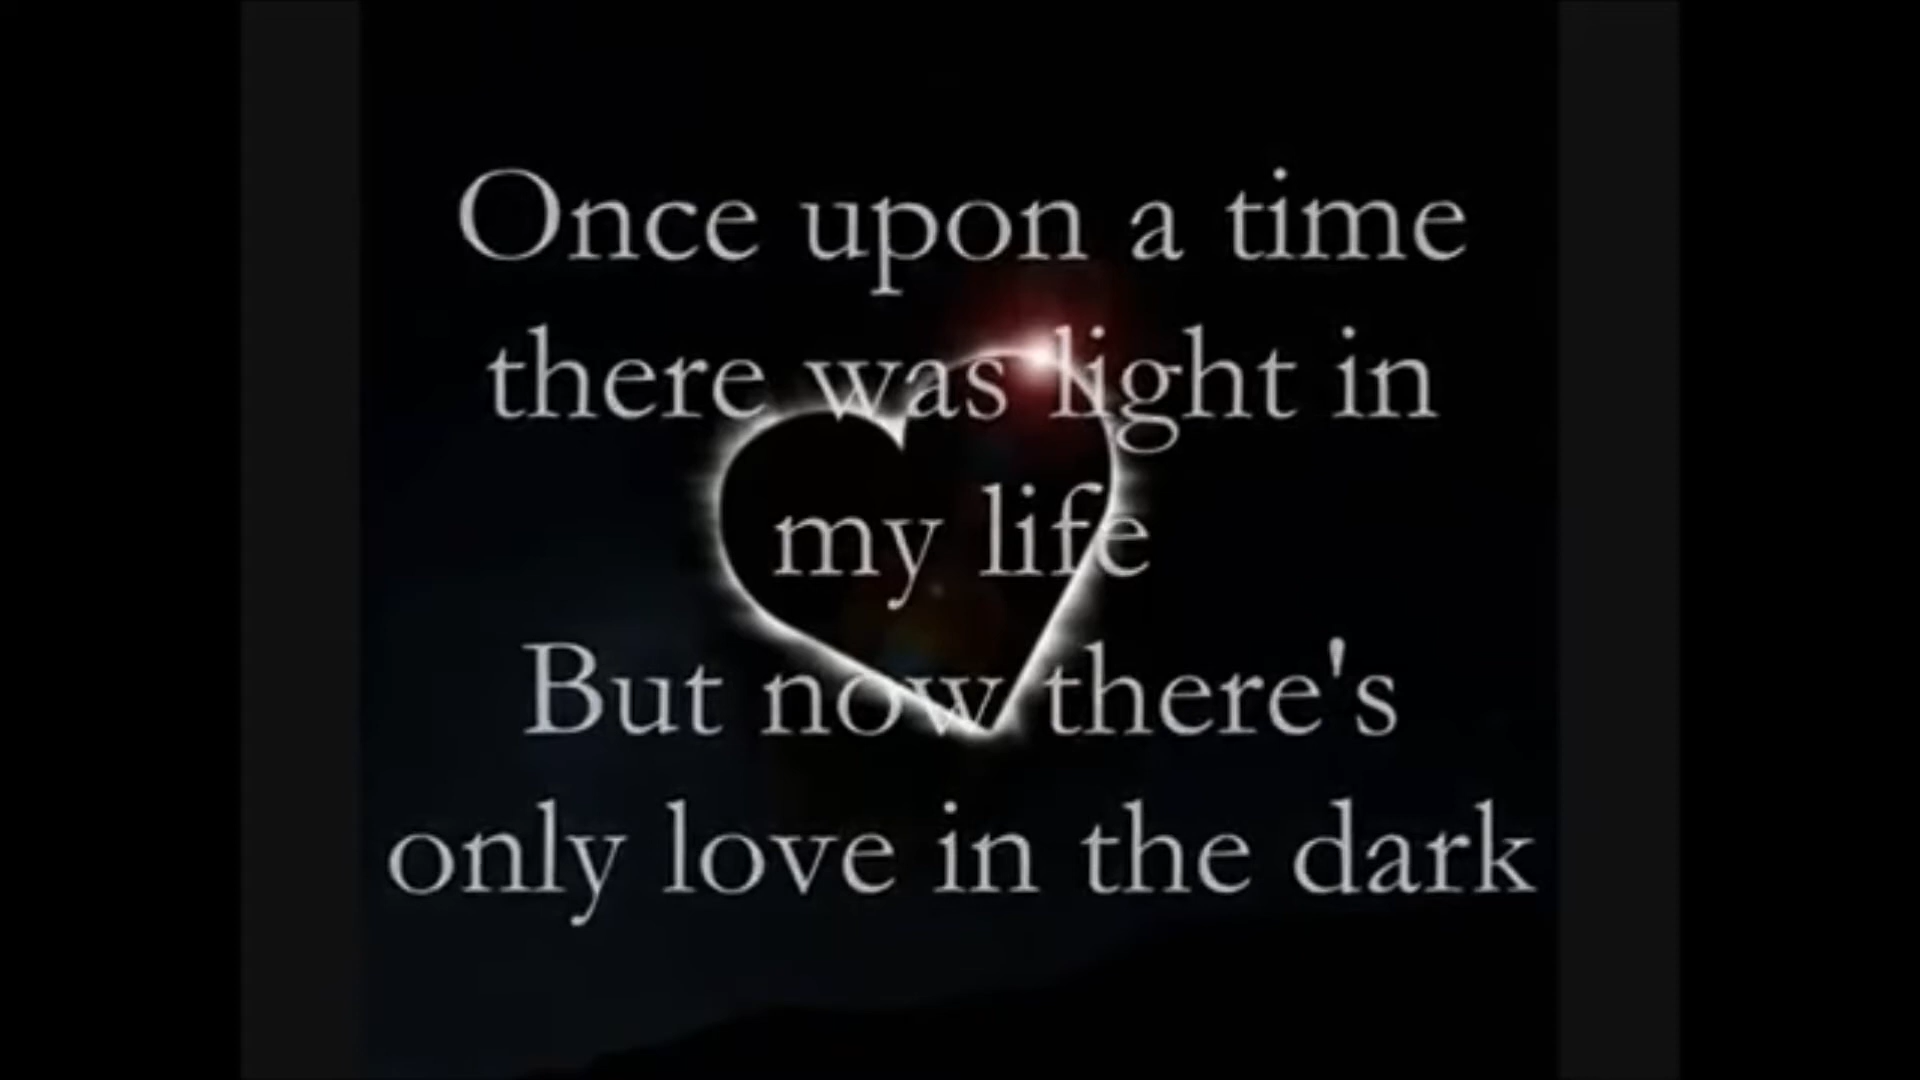 Once upon a time
there was light in
my life
But now there's
only love in the dark